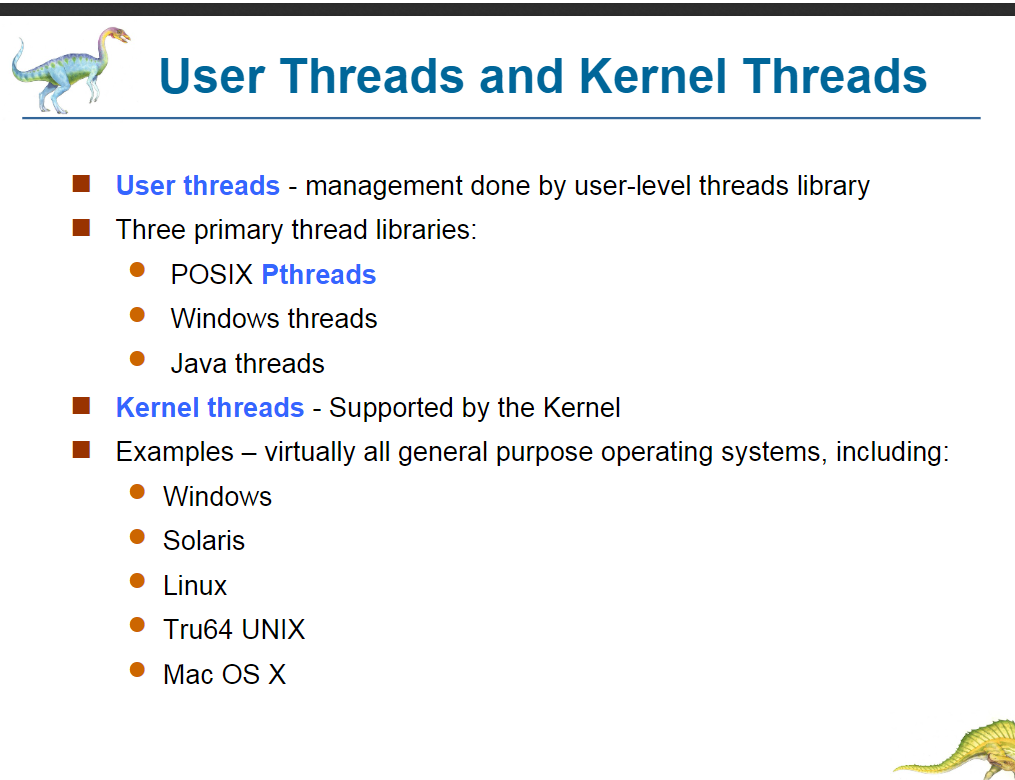 User Threads and Kernel Threads
User threads - management done by user-level threads library
Three primary thread libraries:
POSIX Pthreads
Windows threads
Java threads
Kernel threads - Supported by the Kernel
Examples – virtually all general purpose operating systems, including:
Windows
Solaris
Linux
Tru64 UNIX
Mac OS X